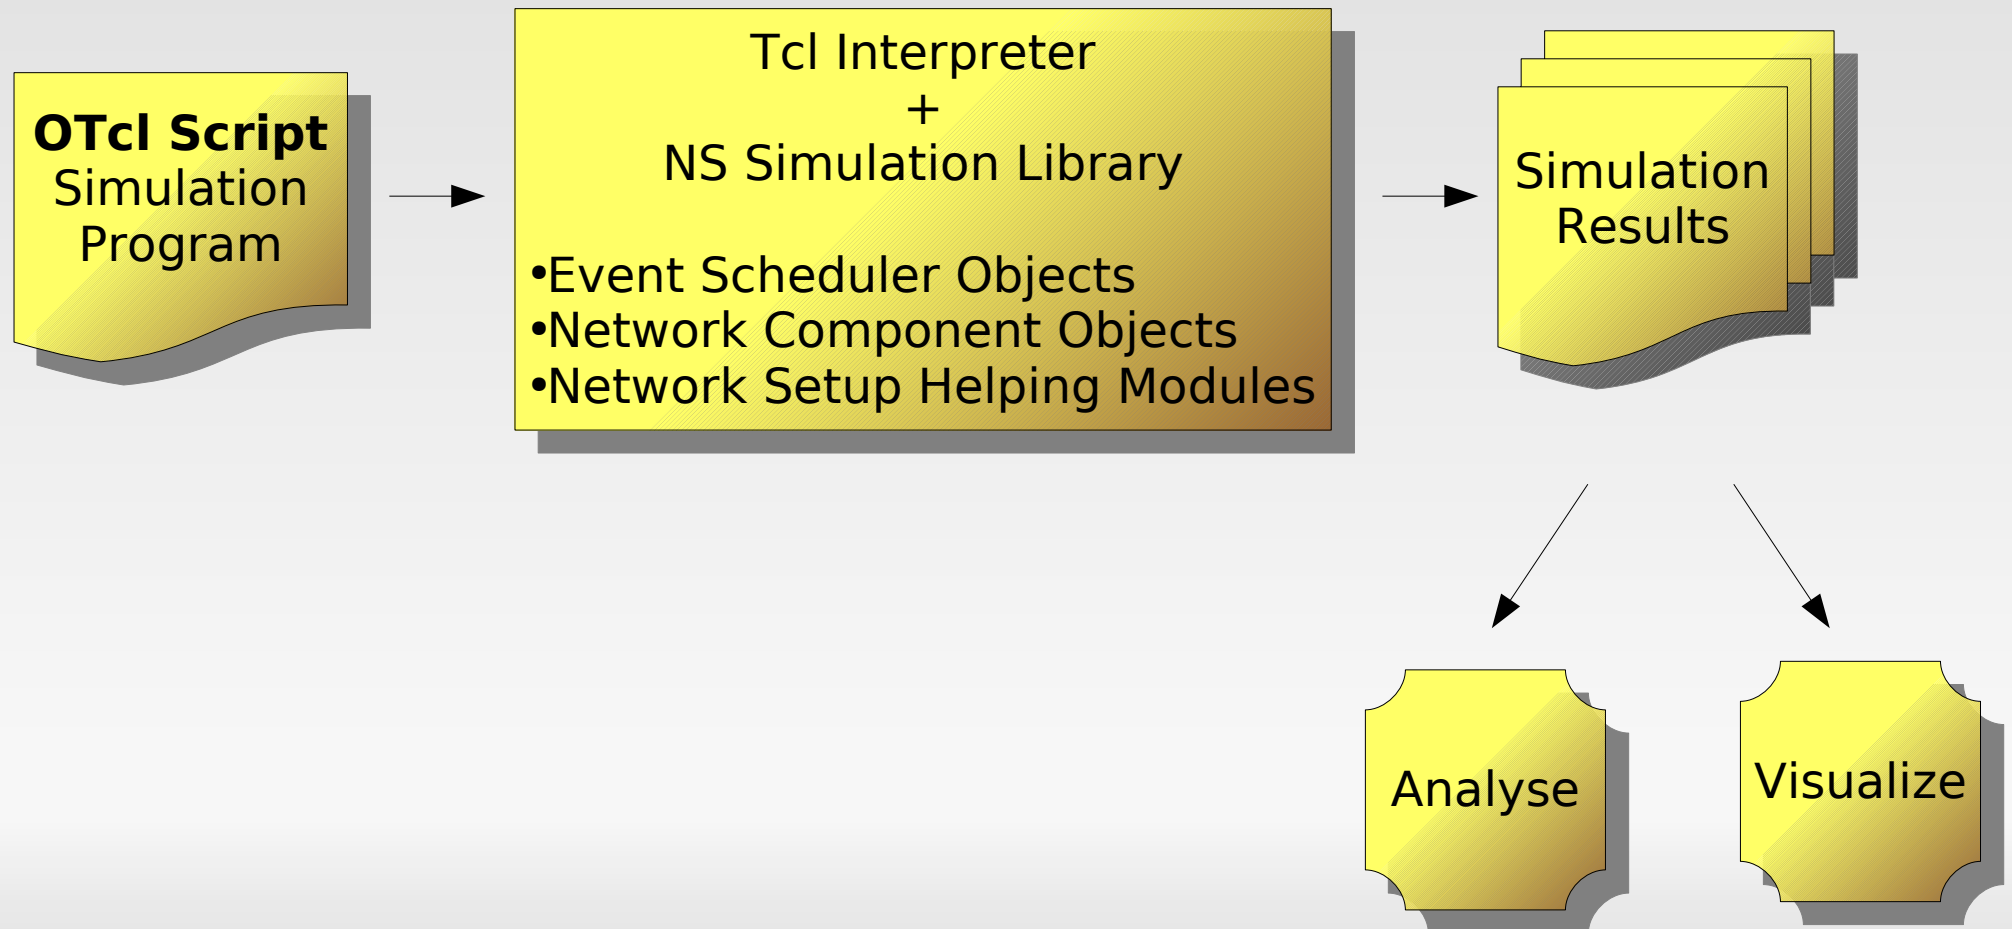 OTcl Script
Simulation
Program
Tcl Interpreter
+
NS Simulation Library
•Event Scheduler Objects
•Network Component Objects
•Network Setup Helping Modules
Simulation
Results
Analyse
Visualize